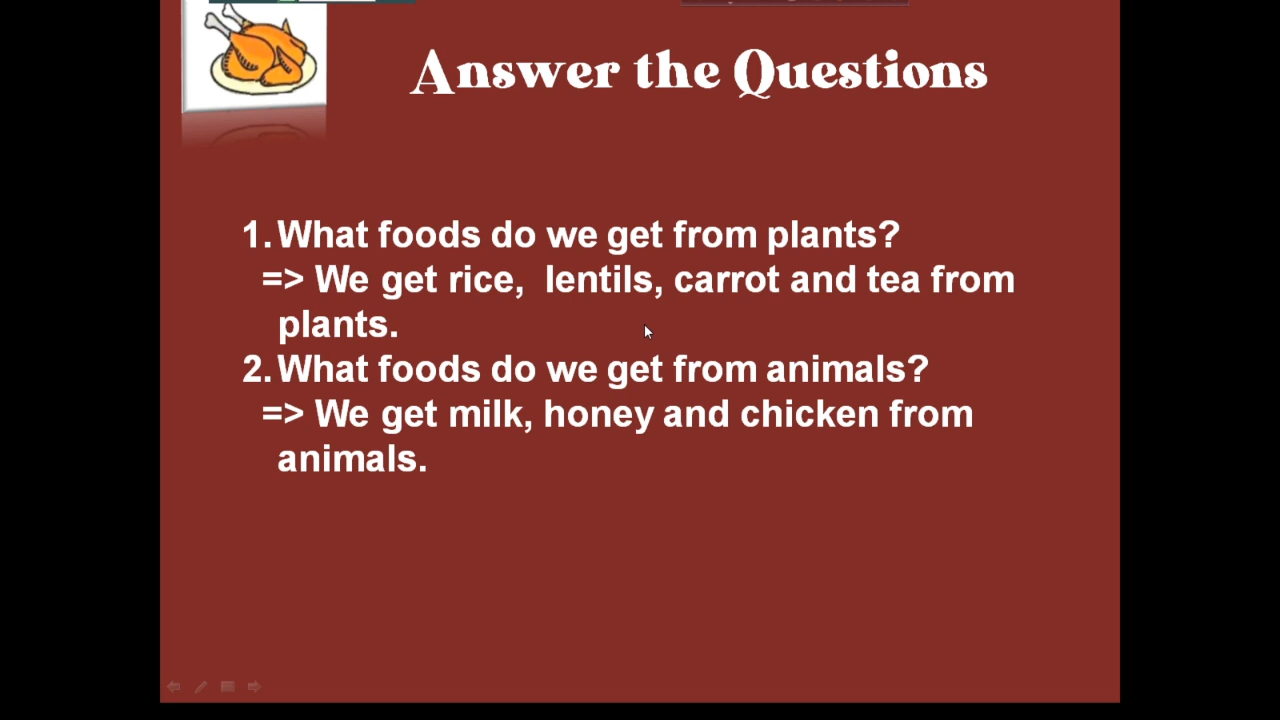 Answer the Questions
1. What foods do we get from plants?
=> We get rice,  lentils, carrot and tea from
plants.
2. What foods do we get from animals?
=> We get milk, honey and chicken from
animals.